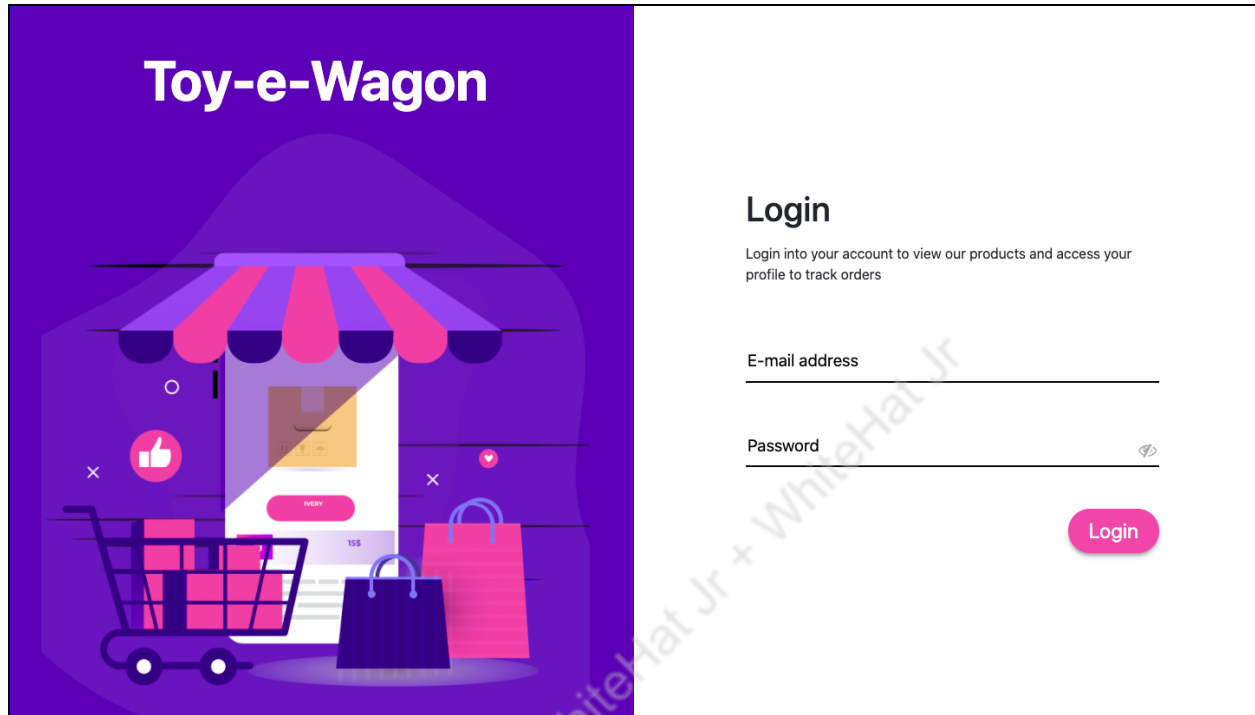 Toy-e-Wagon
IVERY
15$
Login
Login into your account to view our products and access your
profile to track orders
E-mail address
Password
Login
WhiteHat Jr + WhiteHat Jr